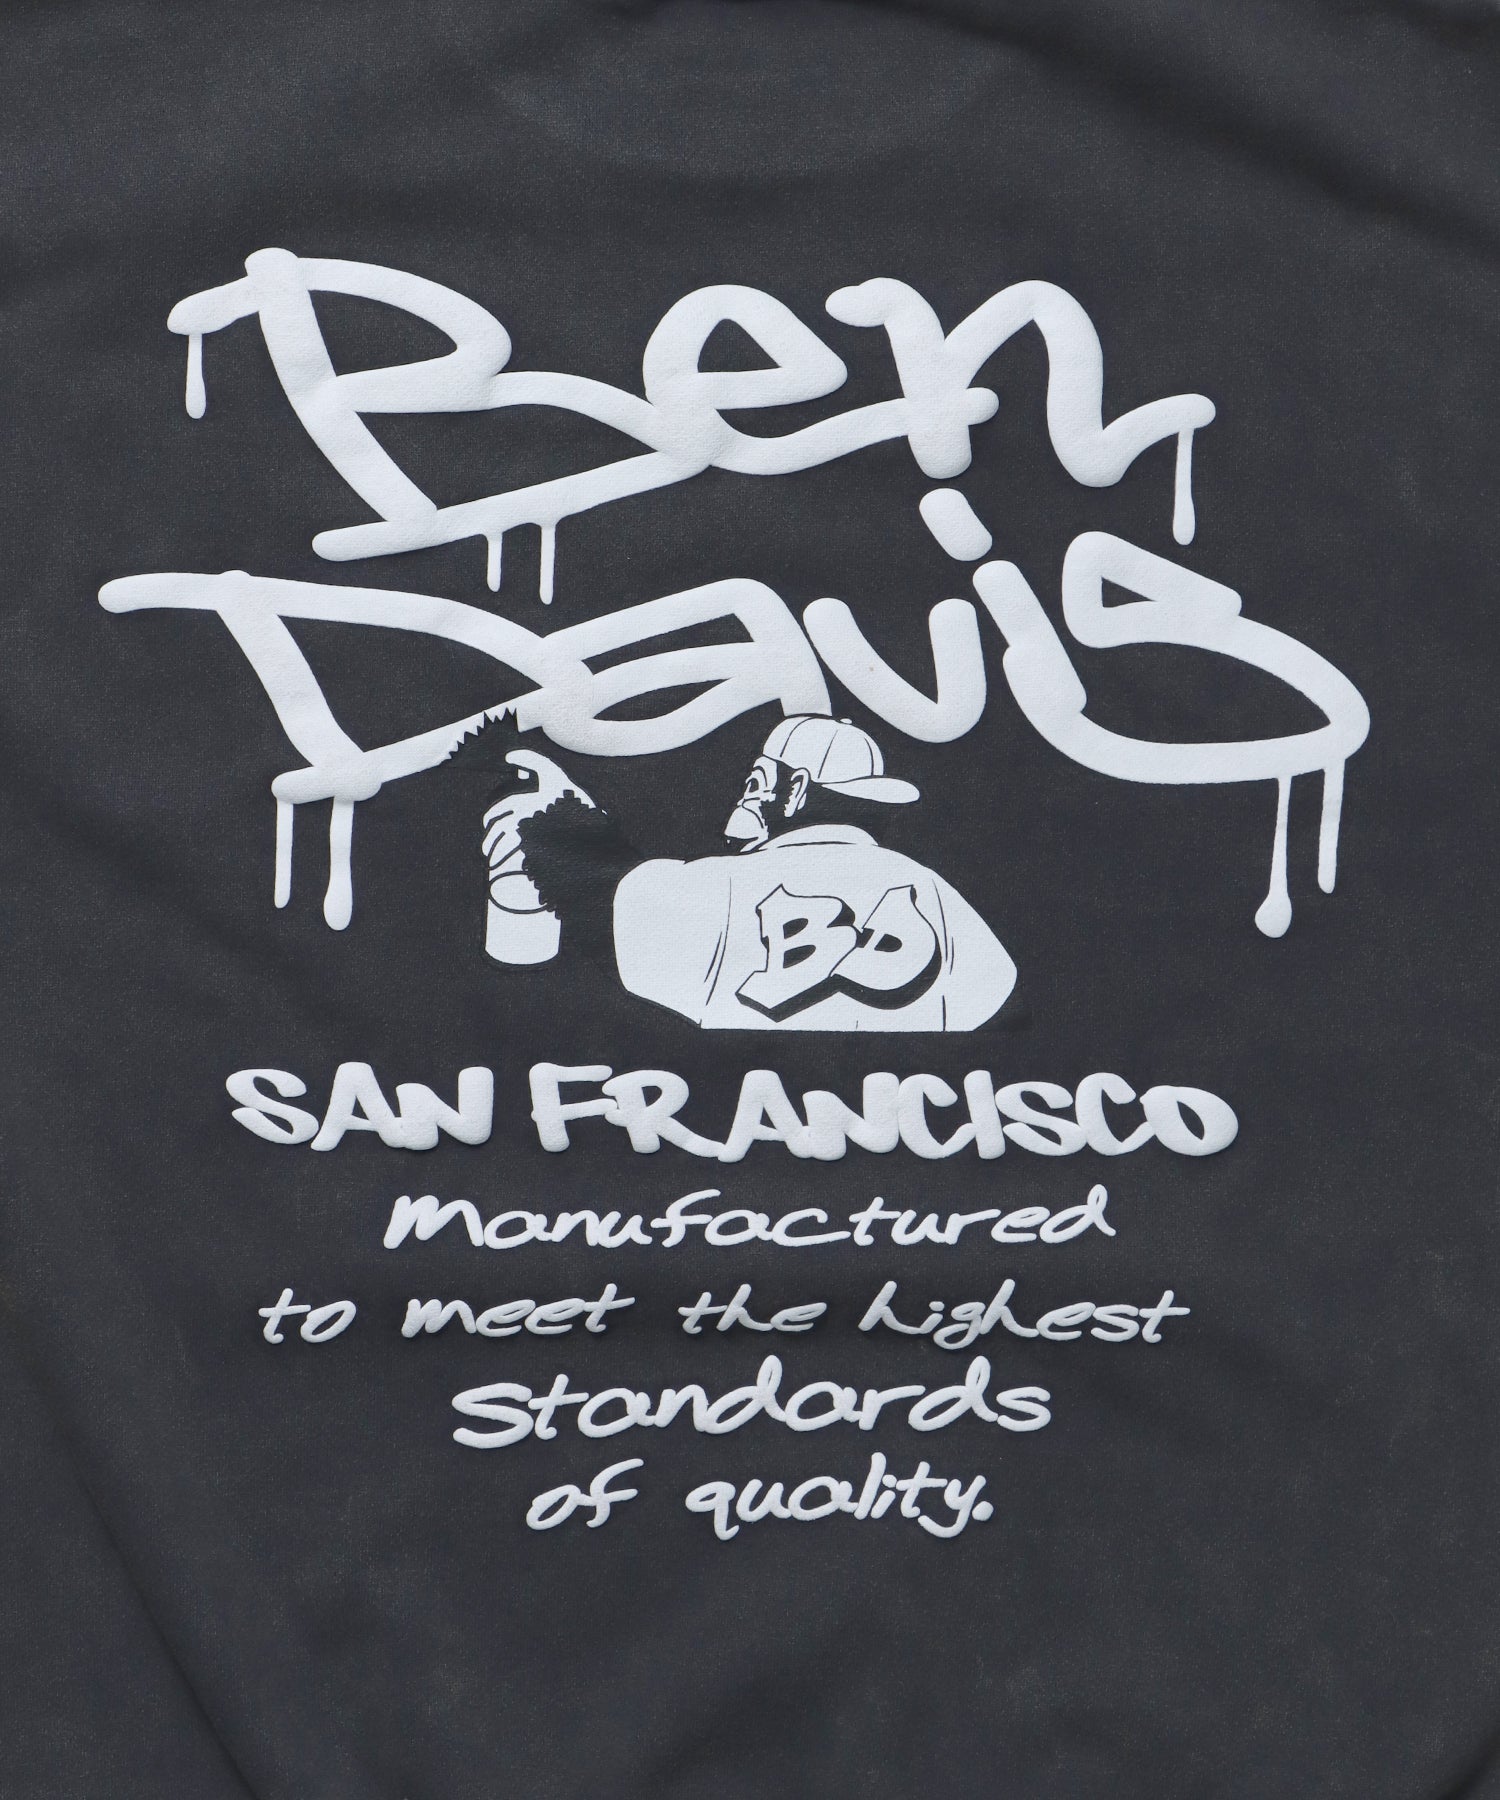 Ben
Davis
BD
SAN FRANCISCO
manufactured
to meet the highest
standards
of quality.